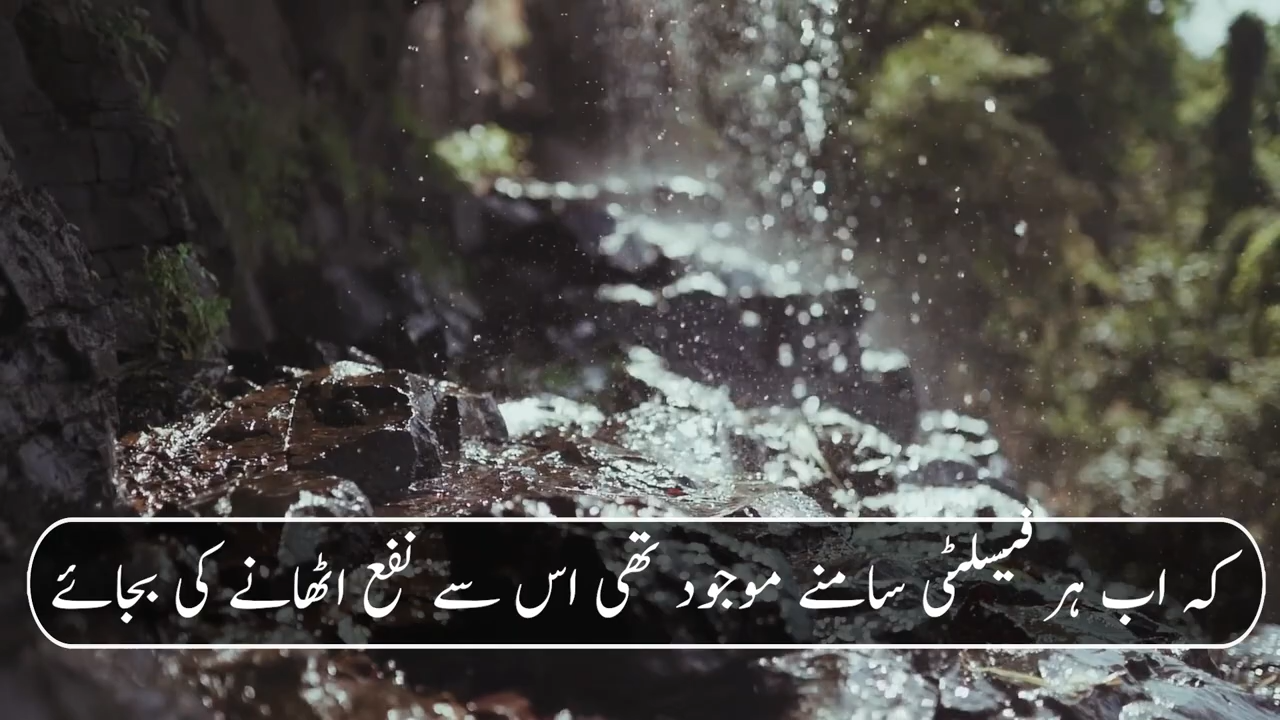 کہ اب ہر فیسلٹی سامنے موجود تھی اس سے نفع اٹھانے کی بجائے